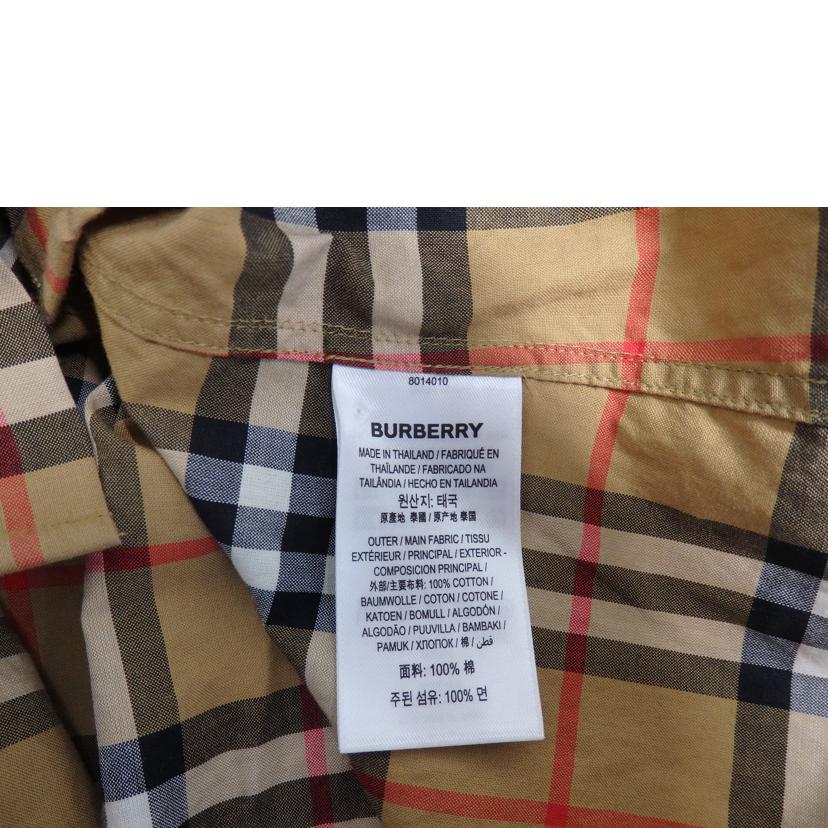 8014010
BURBERRY
MADE IN THAILAND / FABRIQUÉ EN
THAÏLANDE / FABRICADO NA
TAILÂNDIA / HECHO EN TAILANDIA
원산지: 태국
原產地 泰國 / 原产地 泰国
OUTER / MAIN FABRIC / TISSU
EXTÉRIEUR / PRINCIPAL / EXTERIOR -
COMPOSICIÓN PRINCIPAL /
外部/主要布料: 100% COTTON /
BAUMWOLLE / COTON / COTONE /
KATOEN / BOMULL / ALGODÓN /
ALGODÃO / PUUVILLA / BAMBAKI /
PAMUK / ХЛОПОК / 棉 / قطن
面料: 100% 棉
주된 섬유: 100% 면